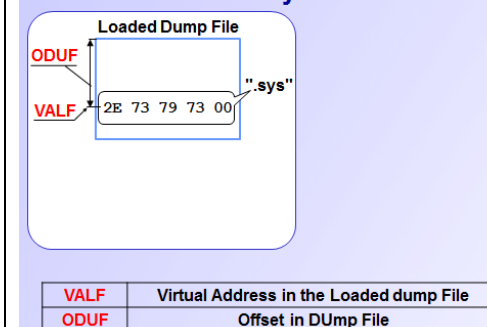 Loaded Dump File
ODUF
".sys"
VALF
2E 73 79 73 00
VALF Virtual Address in the Loaded dump File
ODUF Offset in DUmp File